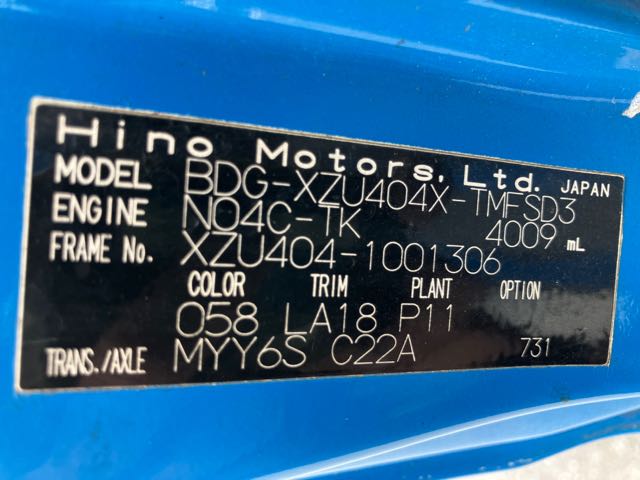 Hino Motors, Ltd. JAPAN
MODEL BDG-XZU404X-TMFSD3
ENGINE N04C-TK 4009 mL
FRAME No. XZU404-1001306
COLOR TRIM PLANT OPTION
058 LA18 P11
TRANS./AXLE MYY6S C22A 731